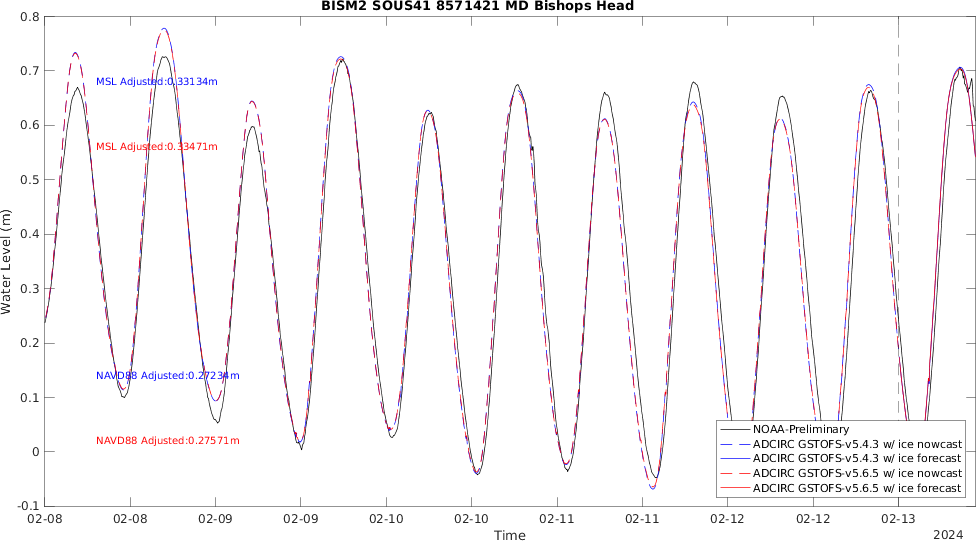 BISM2 SOUS41 8571421 MD Bishops Head
0.8
0.7
0.6
0.5
0.4
0.3
0.2
0.1
0
-0.1
Water Level (m)
MSL Adjusted:0.33134m
MSL Adjusted:0.33471m
NAVD88 Adjusted:0.27234m
NAVD88 Adjusted:0.27571m
NOAA-Preliminary
ADCIRC GSTOFS-v5.4.3 w/ ice nowcast
ADCIRC GSTOFS-v5.4.3 w/ ice forecast
ADCIRC GSTOFS-v5.6.5 w/ ice nowcast
ADCIRC GSTOFS-v5.6.5 w/ ice forecast
02-08 02-08 02-09 02-09 02-10 02-10 02-11 02-11 02-12 02-12 02-13
Time
2024